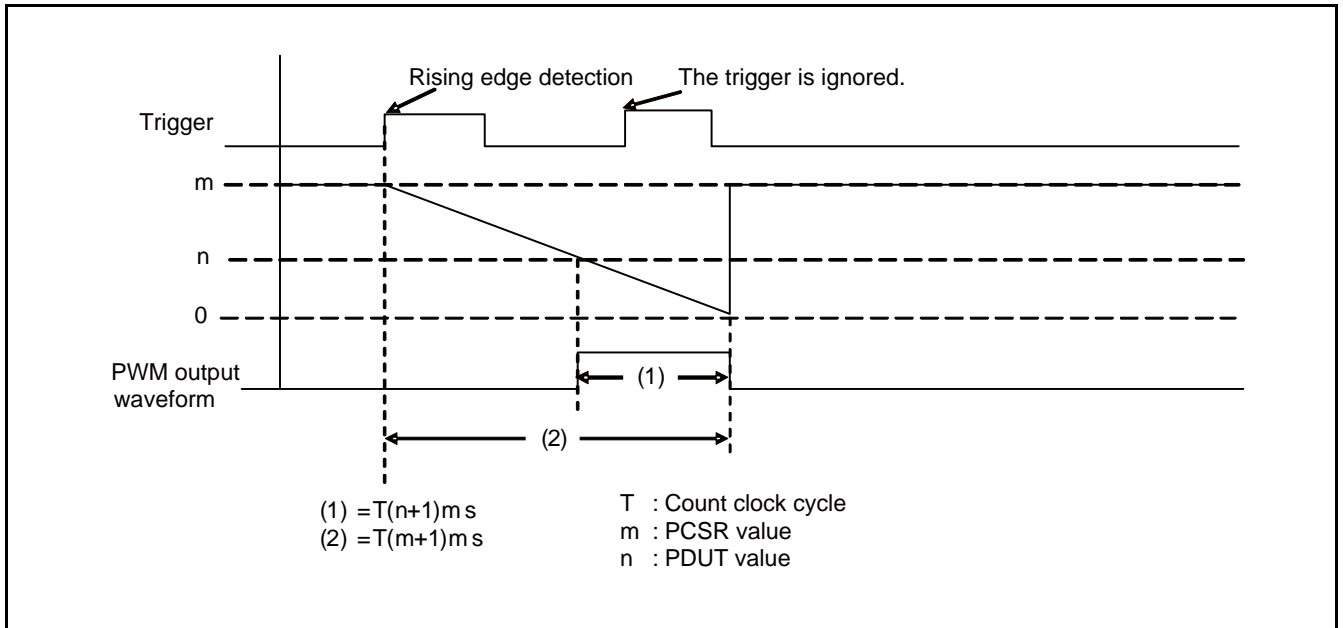 Rising edge detection
The trigger is ignored.
Trigger
m
n
0
PWM output
waveform
(1)
(2)
(1) =T(n+1)m s
(2) =T(m+1)m s
T : Count clock cycle
m : PCSR value
n : PDUT value